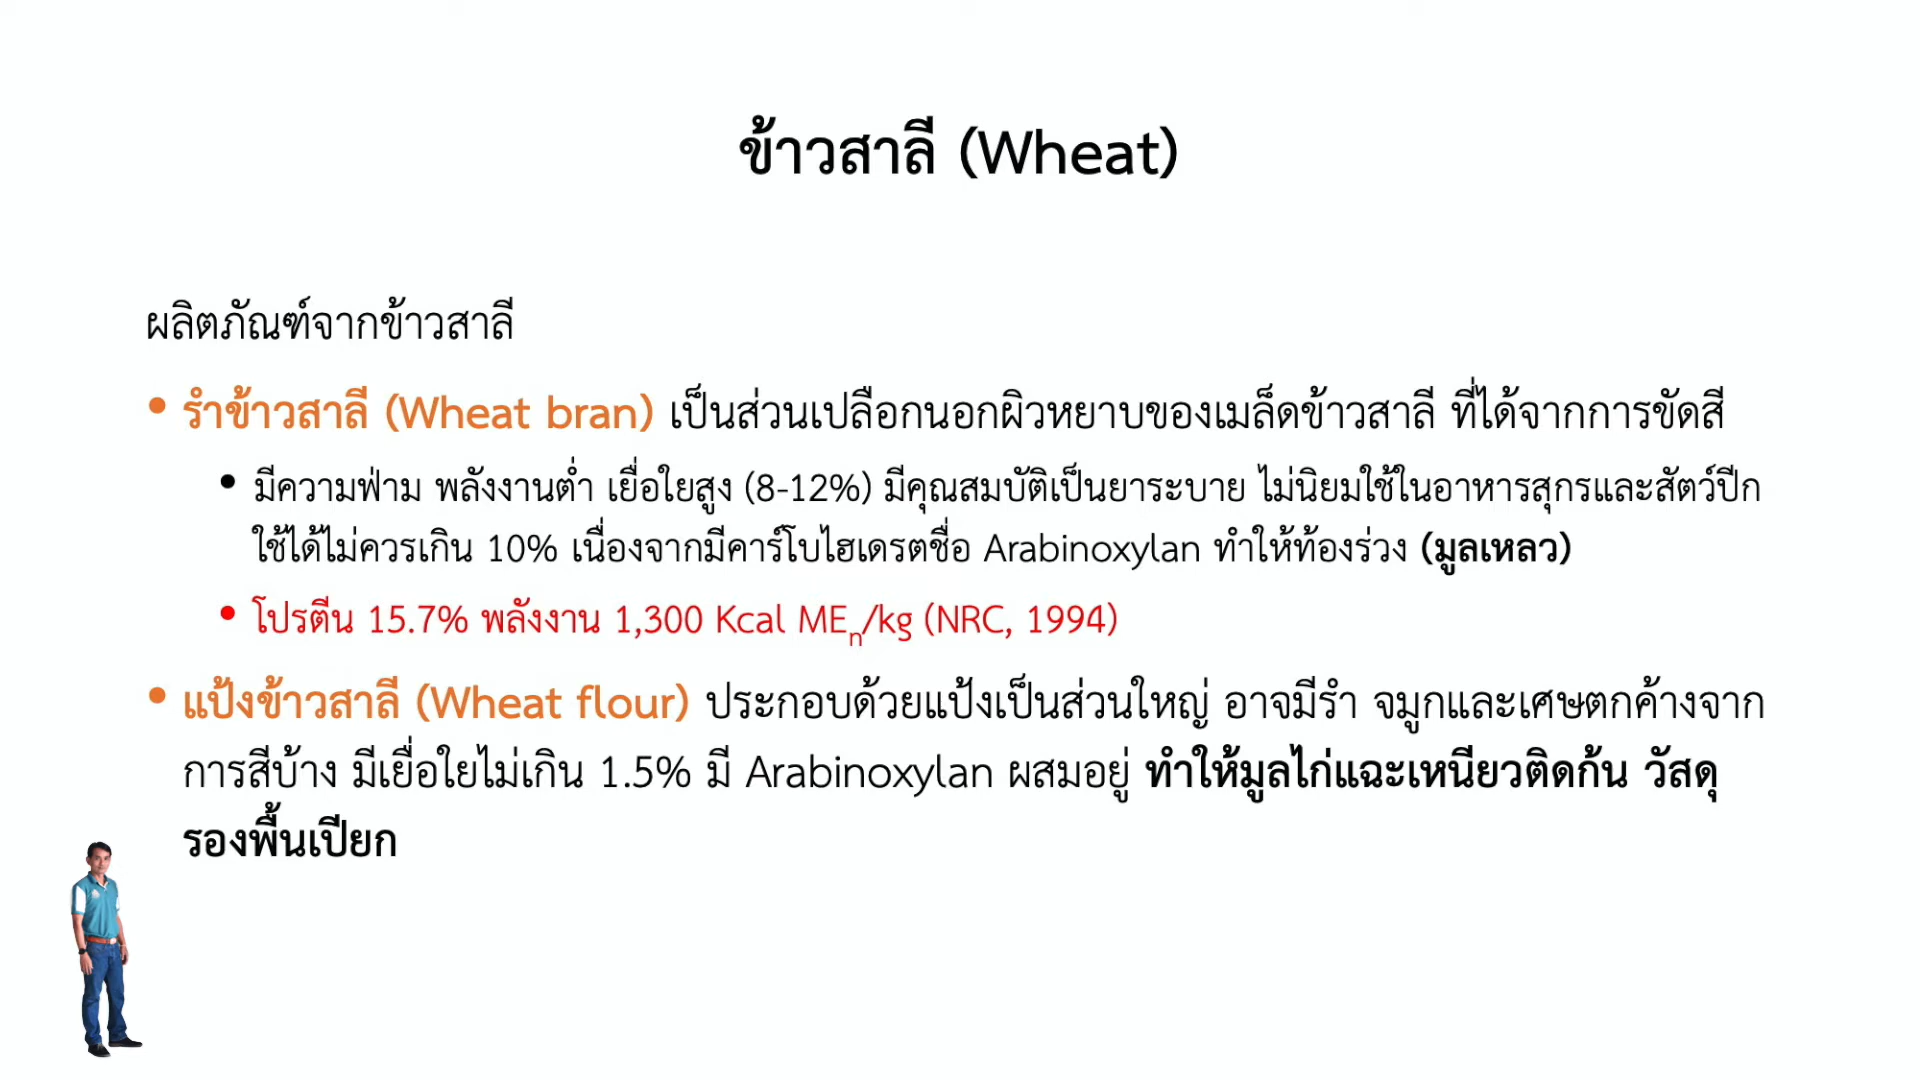 ข้าวสาลี (Wheat)
ผลิตภัณฑ์จากข้าวสาลี
• รำข้าวสาลี (Wheat bran) เป็นส่วนเปลือกนอกผิวหยาบของเมล็ดข้าวสาลี ที่ได้จากการขัดสี
• มีความฟ่าม พลังงานต่ำ เยื่อใยสูง (8-12%) มีคุณสมบัติเป็นยาระบาย ไม่นิยมใช้ในอาหารสุกรและสัตว์ปีก
ใช้ได้ไม่ควรเกิน 10% เนื่องจากมีคาร์โบไฮเดรตชื่อ Arabinoxylan ทำให้ท้องร่วง (มูลเหลว)
• โปรตีน 15.7% พลังงาน 1,300 Kcal MEn/kg (NRC, 1994)
• แป้งข้าวสาลี (Wheat flour) ประกอบด้วยแป้งเป็นส่วนใหญ่ อาจมีรำ จมูกและเศษตกค้างจาก
การสีบ้าง มีเยื่อใยไม่เกิน 1.5% มี Arabinoxylan ผสมอยู่ ทำให้มูลไก่แฉะเหนียวติดก้น วัสดุ
รองพื้นเปียก